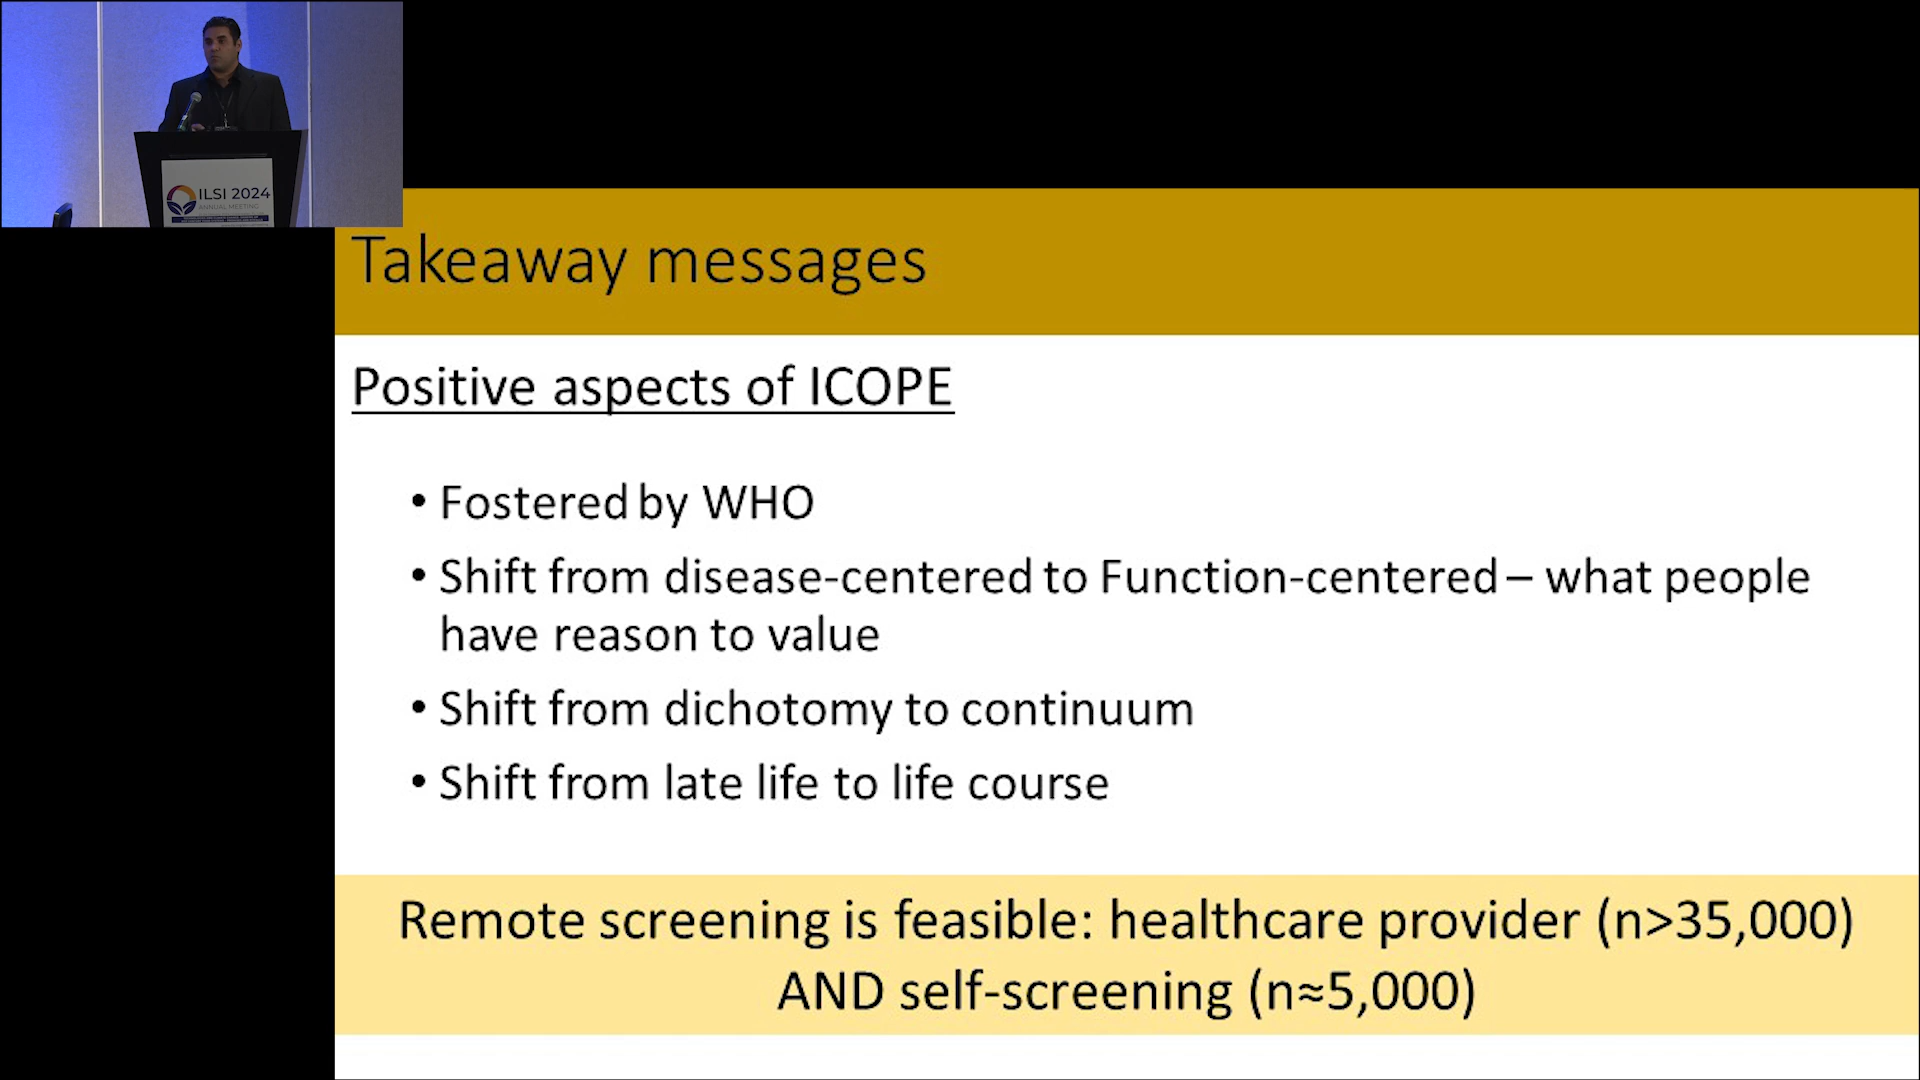 ILSI 2024
ANNUAL MEETING
Takeaway messages
Positive aspects of ICOPE
• Fostered by WHO
• Shift from disease-centered to Function-centered – what people
have reason to value
• Shift from dichotomy to continuum
• Shift from late life to life course
Remote screening is feasible: healthcare provider (n>35,000)
AND self-screening (n≈5,000)